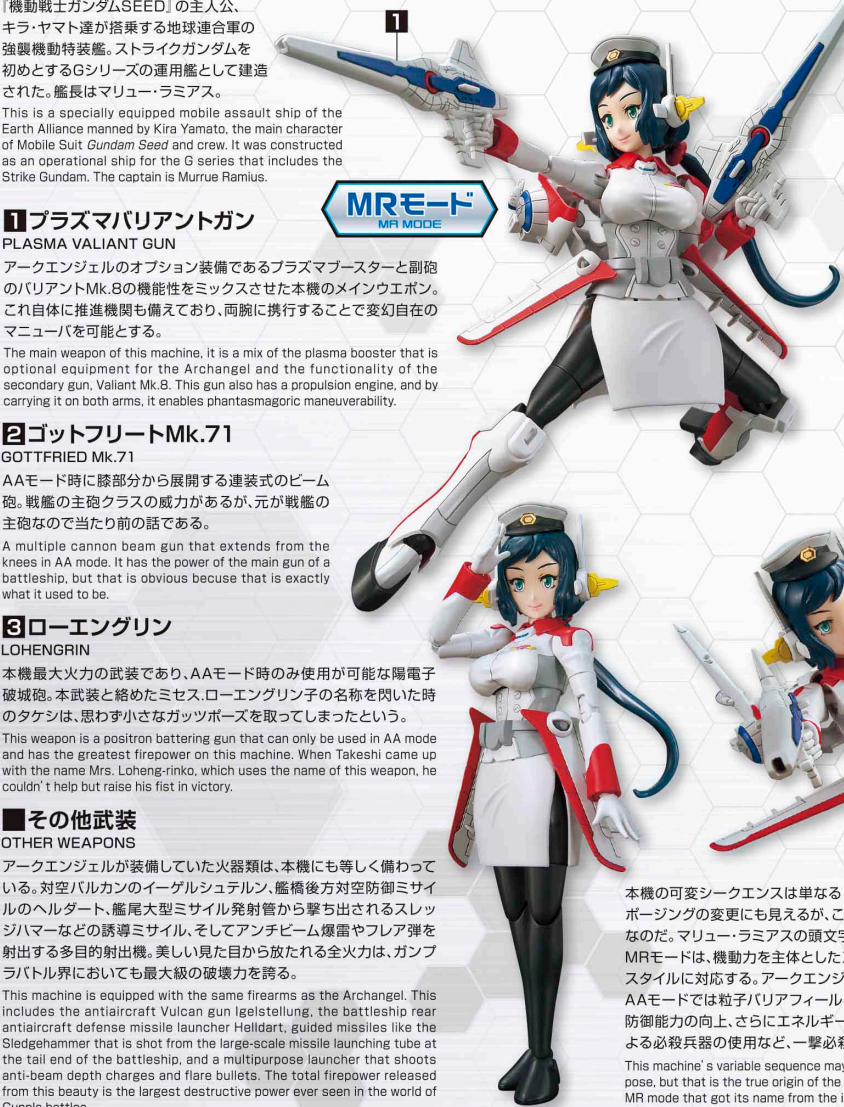 『機動戦士ガンダムSEED』の主人公、
キラ・ヤマト達が搭乗する地球連合軍の
強襲機動特装艦。ストライクガンダムを
初めとするGシリーズの運用艦として建造
された。艦長はマリュー・ラミアス。
This is a specially equipped mobile assault ship of the
Earth Alliance manned by Kira Yamato, the main character
of Mobile Suit Gundam Seed and crew. It was constructed
as an operational ship for the G series that includes the
Strike Gundam. The captain is Murrue Ramius.
1
MRモード
MR MODE
1 プラズマバリアントガン
PLASMA VALIANT GUN
アークエンジェルのオプション装備であるプラズマブースターと副砲
のバリアントMk.8の機能性をミックスさせた本機のメインウエポン。
これ自体に推進機関も備えており、両腕に携行することで変幻自在の
マニューバを可能とする。
The main weapon of this machine, it is a mix of the plasma booster that is
optional equipment for the Archangel and the functionality of the
secondary gun, Valiant Mk.8. This gun also has a propulsion engine, and by
carrying it on both arms, it enables phantasmagoric maneuverability.
2 ゴットフリートMk.71
GOTTFRIED Mk.71
AAモード時に膝部分から展開する連装式のビーム
砲。戦艦の主砲クラスの威力があるが、元が戦艦の
主砲なので当たり前の話である。
A multiple cannon beam gun that extends from the
knees in AA mode. It has the power of the main gun of a
battleship, but that is obvious becuse that is exactly
what it used to be.
3 ローエングリン
LOHENGRIN
本機最大火力の武装であり、AAモード時のみ使用が可能な陽電子
破城砲。本武装と絡めたミセス.ローエングリン子の名称を閃いた時
のタケシは、思わず小さなガッツポーズを取ってしまったという。
This weapon is a positron battering gun that can only be used in AA mode
and has the greatest firepower on this machine. When Takeshi came up
with the name Mrs. Loheng-rinko, which uses the name of this weapon, he
couldn't help but raise his fist in victory.
■その他武装
OTHER WEAPONS
アークエンジェルが装備していた火器類は、本機にも等しく備わって
いる。対空バルカンのイーゲルシュテルン、艦橋後方対空防御ミサイ
ルのヘルダート、艦尾大型ミサイル発射管から撃ち出されるスレッ
ジハマーなどの誘導ミサイル、そしてアンチビーム爆雷やフレア弾を
射出する多目的射出機。美しい見た目から放たれる全火力は、ガンプ
ラバトル界においても最大級の破壊力を誇る。
This machine is equipped with the same firearms as the Archangel. This
includes the antiaircraft Vulcan gun Igelstellung, the battleship rear
antiaircraft defense missile launcher Helldart, guided missiles like the
Sledgehammer that is shot from the large-scale missile launching tube at
the tail end of the battleship, and a multipurpose launcher that shoots
anti-beam depth charges and flare bullets. The total firepower released
from this beauty is the largest destructive power ever seen in the world of
Gunpla battles.
本機の可変シークエンスは単なる
ポージングの変更にも見えるが、こ
なのだ。マリュー・ラミアスの頭文字
MRモードは、機動力を主体とした
スタイルに対応する。アークエンジ
AAモードでは粒子バリアフィール
防御能力の向上、さらにエネルギー
よる必殺兵器の使用など、一撃必殺
This machine's variable sequence may
pose, but that is the true origin of the
MR mode that got its name from the i